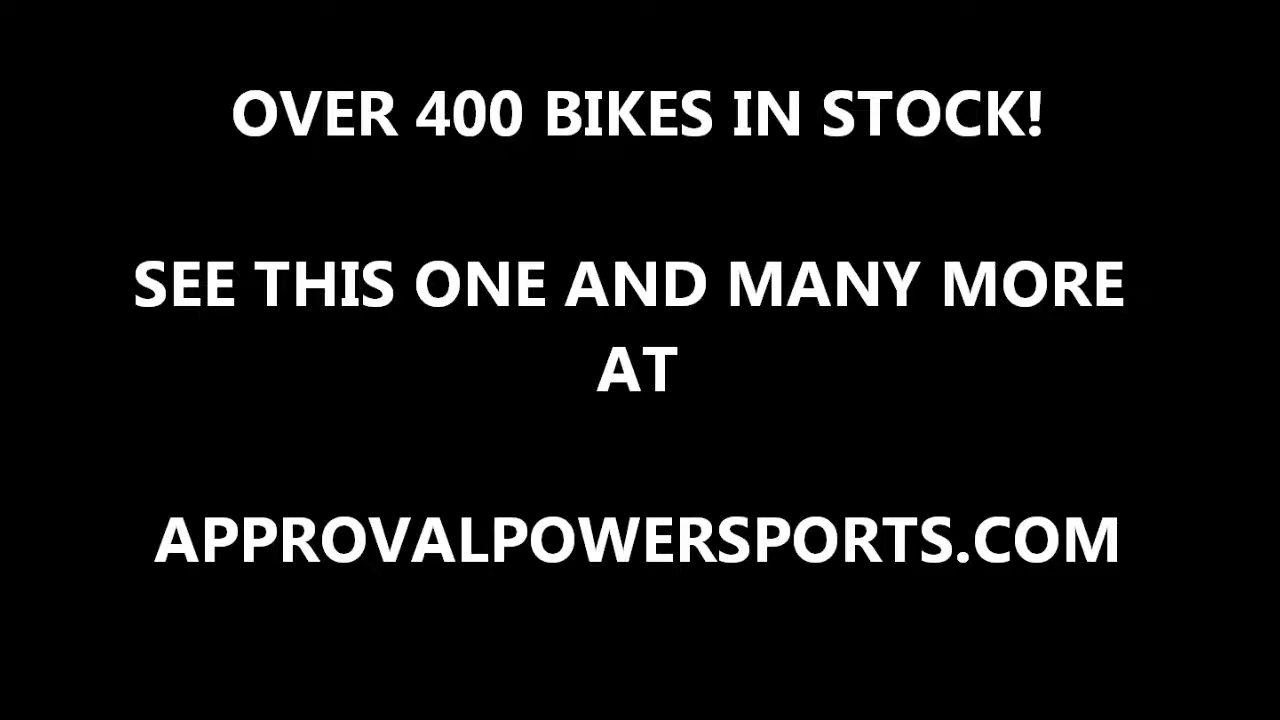 OVER 400 BIKES IN STOCK!
SEE THIS ONE AND MANY MORE
AT
APPROVALPOWERSPORTS.COM